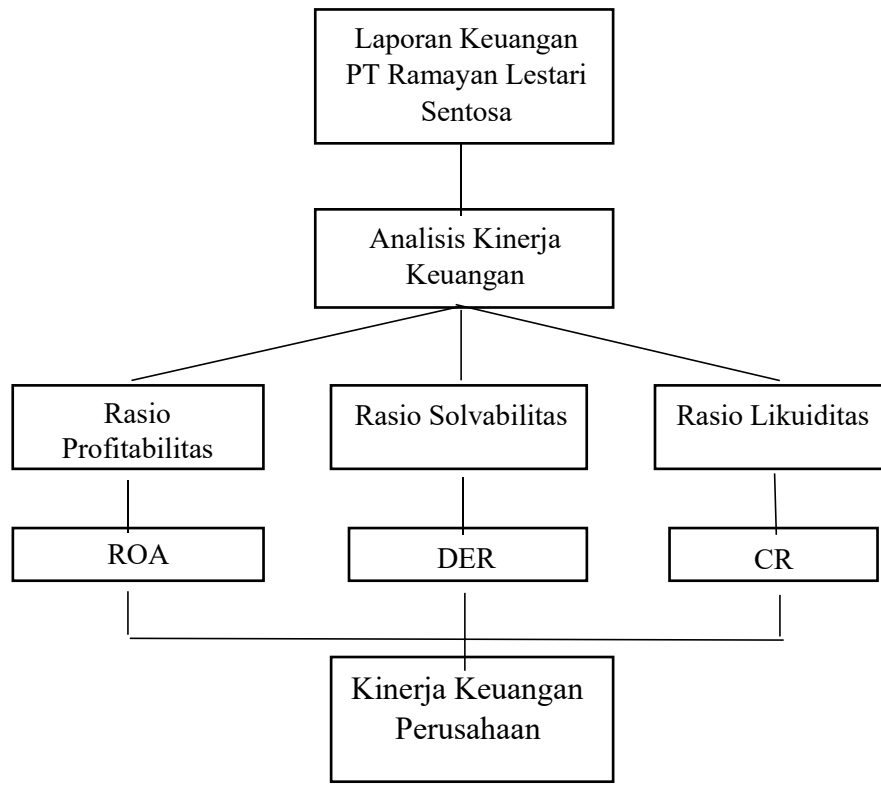 Laporan Keuangan
PT Ramayan Lestari
Sentosa
Analisis Kinerja
Keuangan
Rasio
Profitabilitas
Rasio Solvabilitas
Rasio Likuiditas
ROA
DER
CR
Kinerja Keuangan
Perusahaan